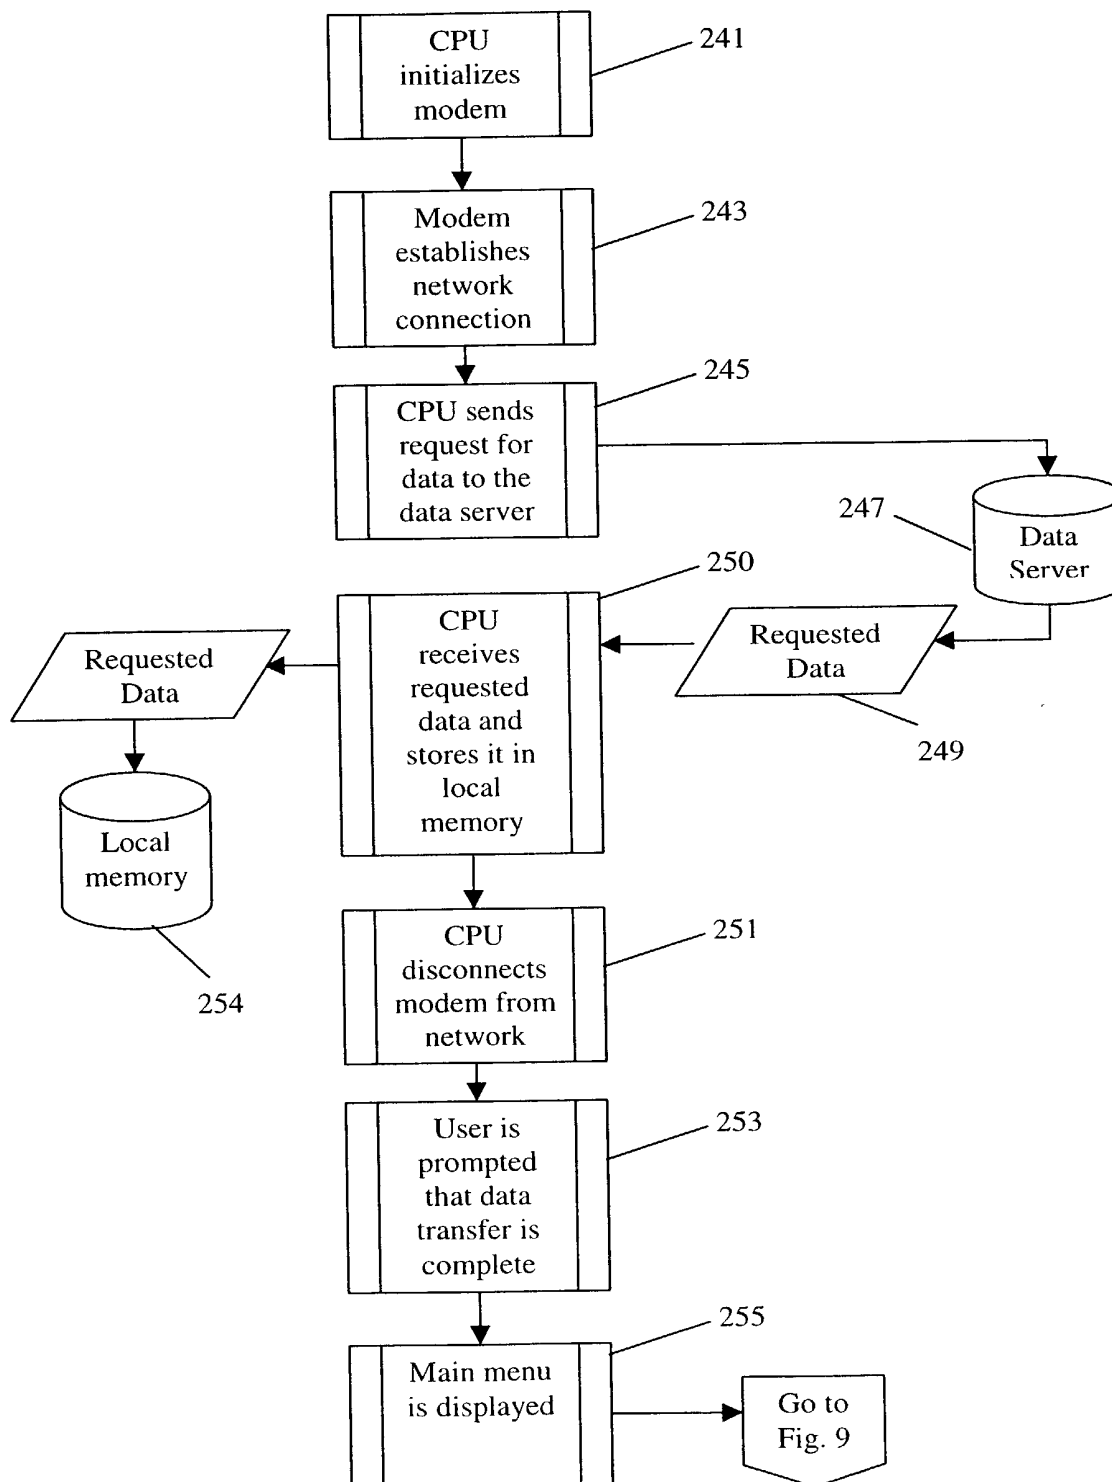 CPU
initializes
modem
241
Modem
establishes
network
connection
243
CPU sends
request for
data to the
data server
245
247
Data
Server
250
CPU
receives
requested
data and
stores it in
local
memory
Requested
Data
249
Requested
Data
Local
memory
254
CPU
disconnects
modem from
network
251
User is
prompted
that data
transfer is
complete
253
255
Main menu
is displayed
Go to
Fig. 9